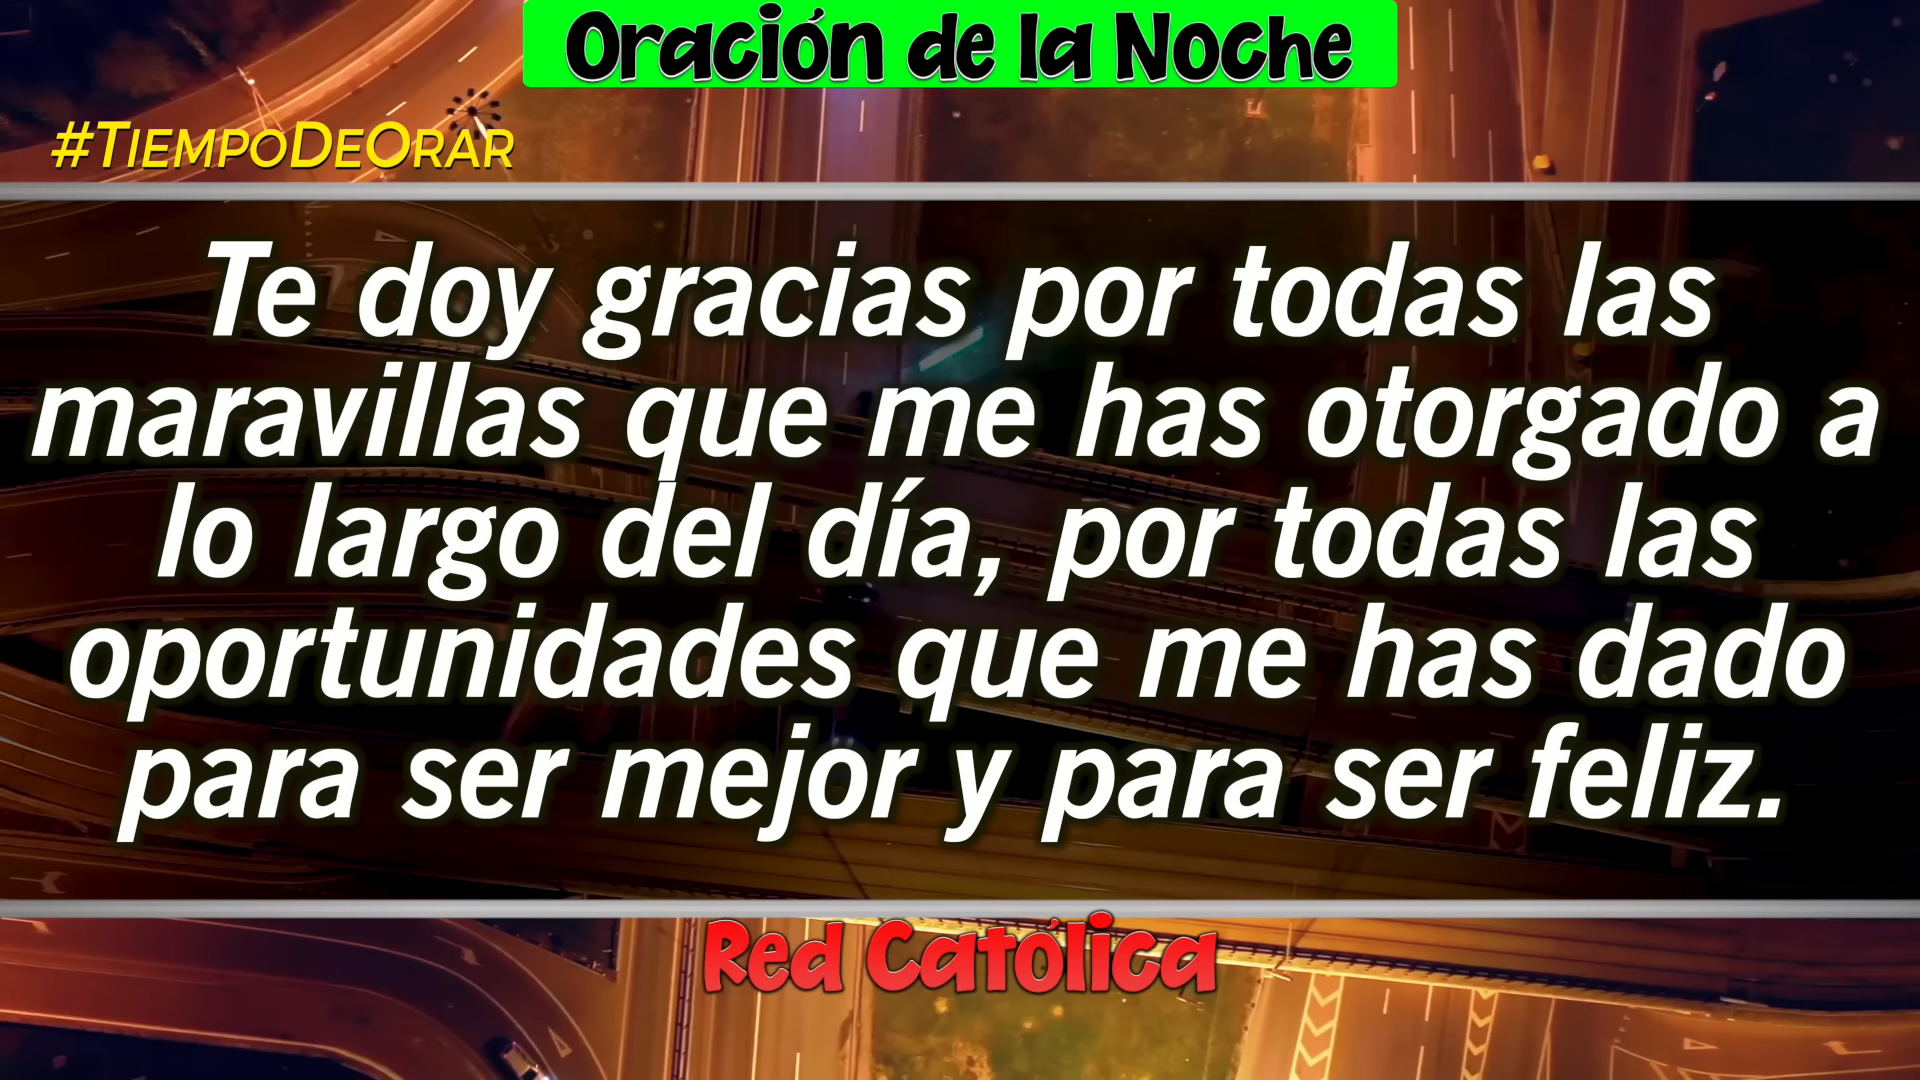 Oración de la Noche
#TiempoDeOrar
Te doy gracias por todas las
maravillas que me has otorgado a
lo largo del día, por todas las
oportunidades que me has dado
para ser mejor y para ser feliz.
Red Católica